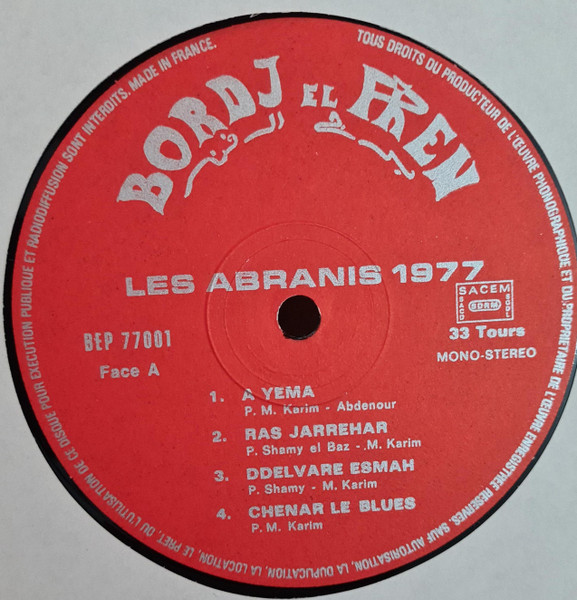 TOUS DROITS DU PRODUCTEUR DE L'ŒUVRE PHONOGRAPHIQUE ET DU PROPRIETAIRE DE L'ŒUVRE ENREGISTREE RESERVES. SAUF AUTORISATION, LA DUPLICATION, LA LOCATION, LE PRET, OU L'UTILISATION DE CE DISQUE POUR EXECUTION PUBLIQUE ET RADIODIFFUSION SONT INTERDITS. MADE IN FRANCE.
BORDJ EL FREN
LES ABRANIS 1977
BEP 77001
Face A
SACEM
SACD
SDRM
SGDL
33 Tours
MONO-STEREO
1. A YEMA
P. M. Karim - Abdenour
2. RAS JARREHAR
P. Shamy el Baz - .M. Karim
3. DDELVARE ESMAH
P. Shamy - M. Karim
4. CHENAR LE BLUES
P. M. Karim